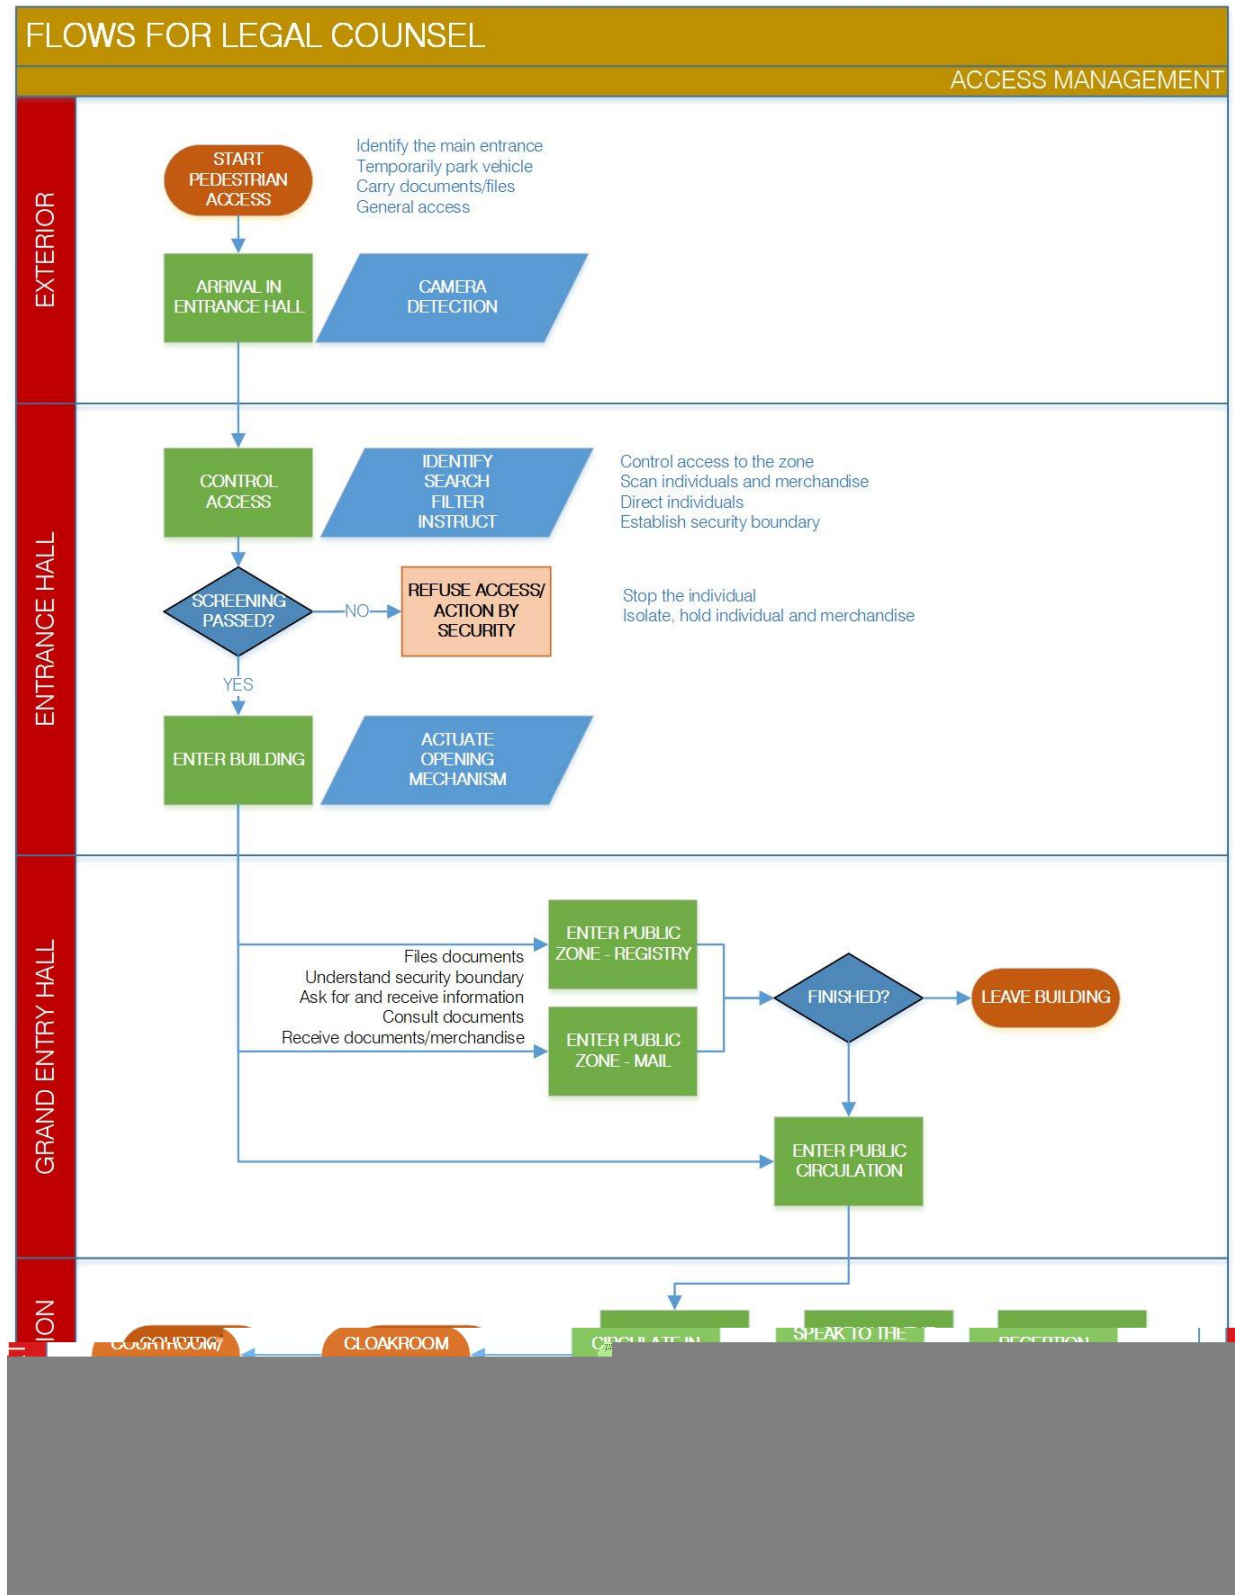 FLOWS FOR LEGAL COUNSEL
ACCESS MANAGEMENT
EXTERIOR
START
PEDESTRIAN
ACCESS
Identify the main entrance
Temporarily park vehicle
Carry documents/files
General access
ARRIVAL IN
ENTRANCE HALL
CAMERA
DETECTION
ENTRANCE HALL
CONTROL
ACCESS
IDENTIFY
SEARCH
FILTER
INSTRUCT
Control access to the zone
Scan individuals and merchandise
Direct individuals
Establish security boundary
SCREENING
PASSED?
NO
REFUSE ACCESS/
ACTION BY
SECURITY
Stop the individual
Isolate, hold individual and merchandise
YES
ENTER BUILDING
ACTUATE
OPENING
MECHANISM
GRAND ENTRY HALL
ENTER PUBLIC
ZONE - REGISTRY
Files documents
Understand security boundary
Ask for and receive information
Consult documents
Receive documents/merchandise
ENTER PUBLIC
ZONE - MAIL
FINISHED?
LEAVE BUILDING
ENTER PUBLIC
CIRCULATION
CLOAKROOM
CIRCULATE IN
SPEAK TO THE